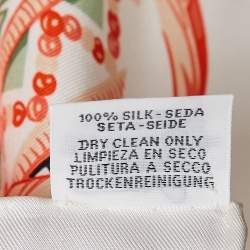 100% SILK-SEDA
SETA-SEIDE
DRY CLEAN ONLY
LIMPIEZA EN SECO
PULITURA A SECCO
TROCKENREINIGUNG